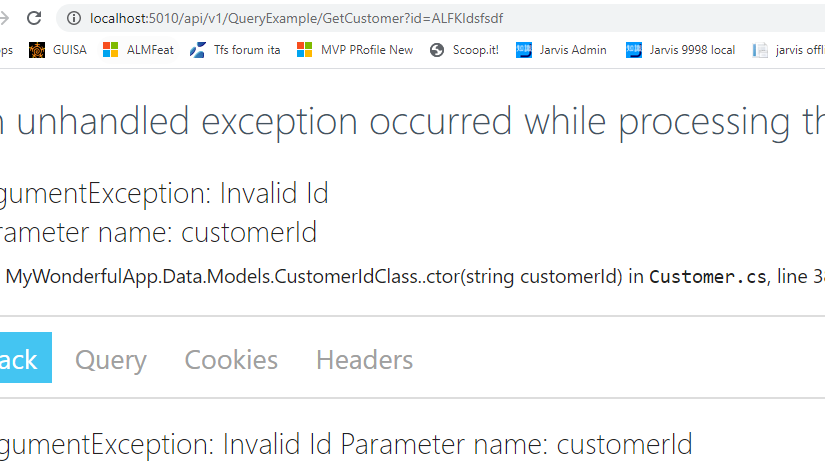 localhost:5010/api/v1/QueryExample/GetCustomer?id=ALFKIdsfsdf
ps GUISA ALMFeat Tfs forum ita MVP PRofile New Scoop.it! Jarvis Admin Jarvis 9998 local jarvis offl
n unhandled exception occurred while processing th
gumentException: Invalid Id
rameter name: customerId
MyWonderfulApp.Data.Models.CustomerIdClass..ctor(string customerId) in Customer.cs, line 3
ack Query Cookies Headers
gumentException: Invalid Id Parameter name: customerId